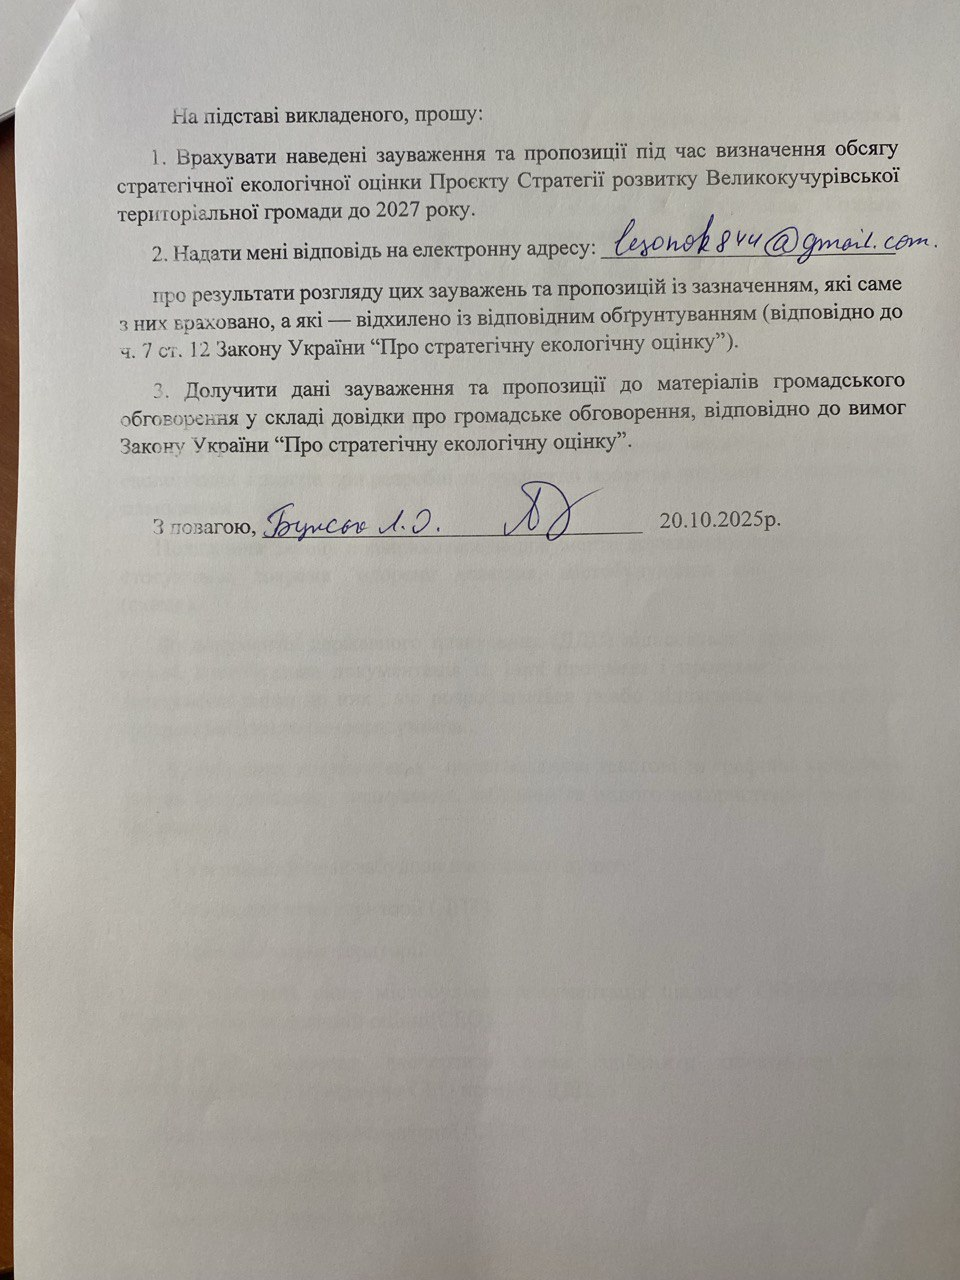 На підставі викладеного, прошу:
1. Врахувати наведені зауваження та пропозиції під час визначення обсягу
стратегічної екологічної оцінки Проєкту Стратегії розвитку Великокучурівської
територіальної громади до 2027 року.
2. Надати мені відповідь на електронну адресу: lesonok844@gmail.com.
про результати розгляду цих зауважень та пропозицій із зазначенням, які саме
з них враховано, а які — відхилено із відповідним обґрунтуванням (відповідно до
ч. 7 ст. 12 Закону України “Про стратегічну екологічну оцінку”).
3. Долучити дані зауваження та пропозиції до матеріалів громадського
обговорення у складі довідки про громадське обговорення, відповідно до вимог
Закону України “Про стратегічну екологічну оцінку”.
З повагою, Л.О. 20.10.2025р.